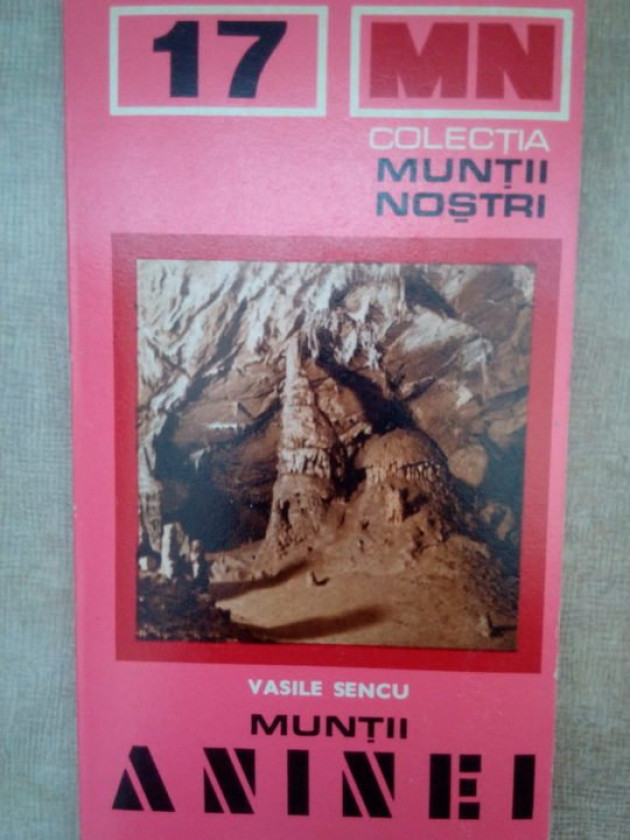 17 MN
COLECȚIA
MUNȚII
NOȘTRI
VASILE SENCU
MUNȚII
ANINEI